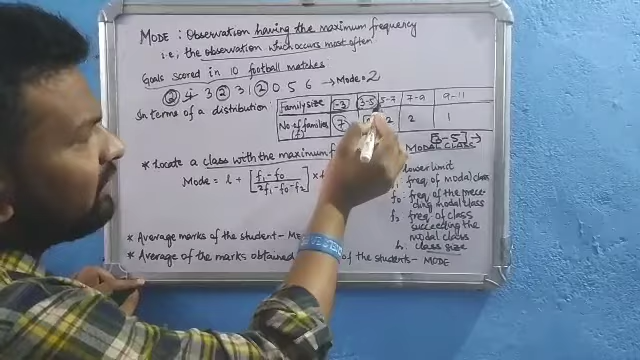 MODE: Observation having the maximum frequency
i.e, the observation which occurs most often
Goals scored in 10 football matches:
2 4 3 2 1 2 0 5 6 → Mode = 2
In terms of a distribution:
Family size 1-3 3-5 5-7 7-9 9-11
No of families (f) 7 2 2 1
[3-5] →
* Locate a class with the maximum f MODAL CLASS
Mode = l + [f1-f0 / 2f1-f0-f2] ×
lower limit
freq of modal class
f0: freq of the prece-
ding modal class
freq of class
succeeding the
modal class
h: class size
* Average marks of the student-
* Average of the marks obtained of the students- MODE